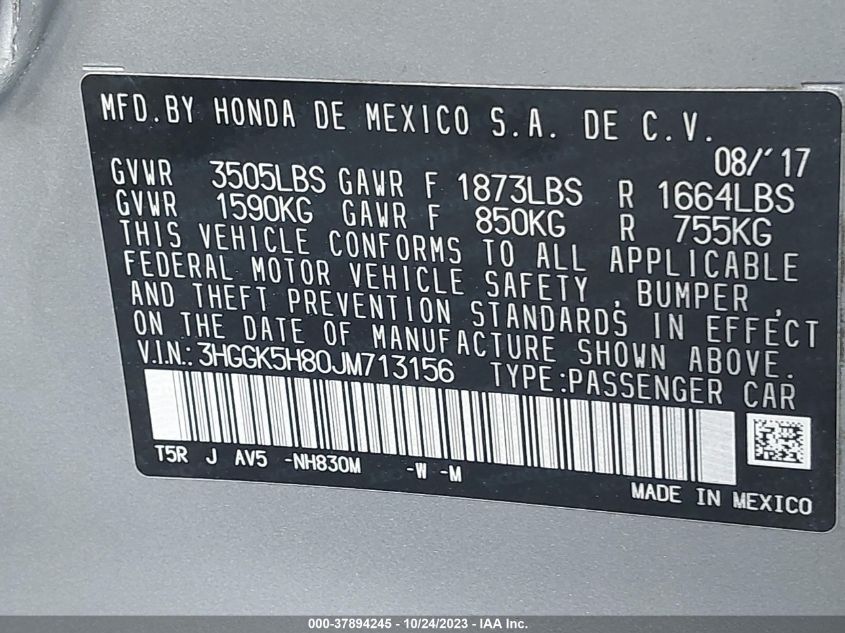 MFD.BY HONDA DE MEXICO S.A. DE C.V.
08/'17
GVWR 3505LBS GAWR F 1873LBS R 1664LBS
GVWR 1590KG GAWR F 850KG R 755KG
THIS VEHICLE CONFORMS TO ALL APPLICABLE
FEDERAL MOTOR VEHICLE SAFETY , BUMPER ,
AND THEFT PREVENTION STANDARDS IN EFFECT
ON THE DATE OF MANUFACTURE SHOWN ABOVE.
V.I.N.: 3HGGK5H80JM713156 TYPE:PASSENGER CAR
T5R J AV5 -NH830M -W -M
MADE IN MEXICO
000-37894245 - 10/24/2023 - IAA Inc.